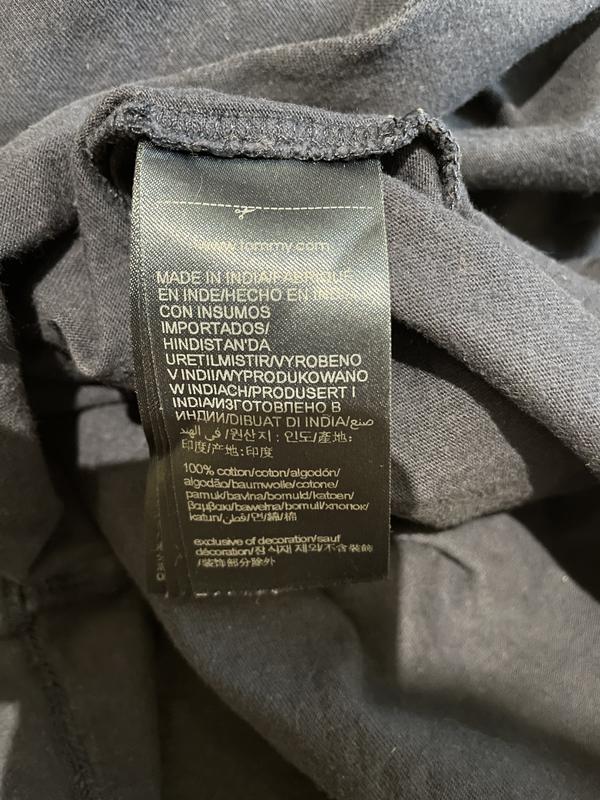 www.tommy.com
MADE IN INDIA/FABRIQUÉ
EN INDE/HECHO EN INDIA
CON INSUMOS
IMPORTADOS/
HINDISTAN'DA
URETILMISTIR/VYROBENO
V INDII/WYPRODUKOWANO
W INDIACH/PRODUSERT I
INDIA/ИЗГОТОВЛЕНО В
ИНДИИ/DIBUAT DI INDIA/صنع
في الهند/원산지 : 인도/產地:
印度/产地:印度
100% cotton/coton/algodón/
algodão/baumwolle/cotone/
pamuk/bavlna/bomuld/katoen/
βαμβακι/bawełna/bomull/хлопок/
katun/قطن/면/綿/棉
exclusive of decoration/sauf
décoration/장식재 제외/不含裝飾
/装饰部分除外